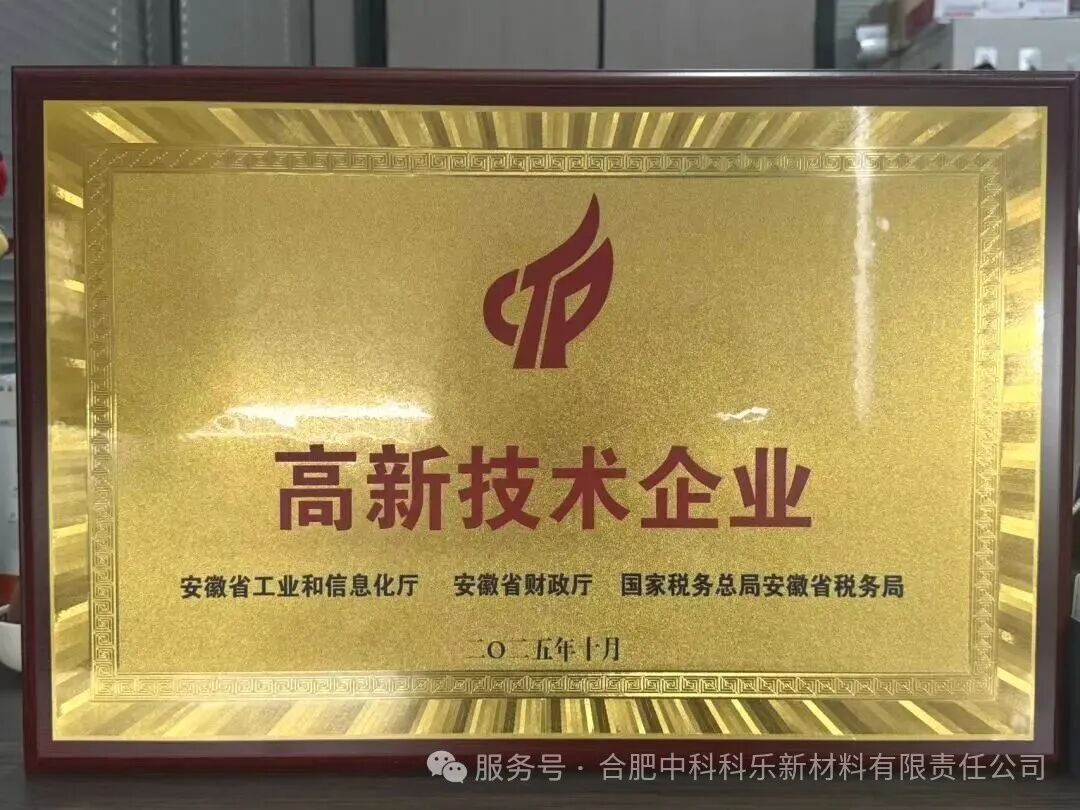 CTP
高新技术企业
安徽省工业和信息化厅 安徽省财政厅 国家税务总局安徽省税务局
二〇二五年十月
服务号·合肥中科科乐新材料有限责任公司